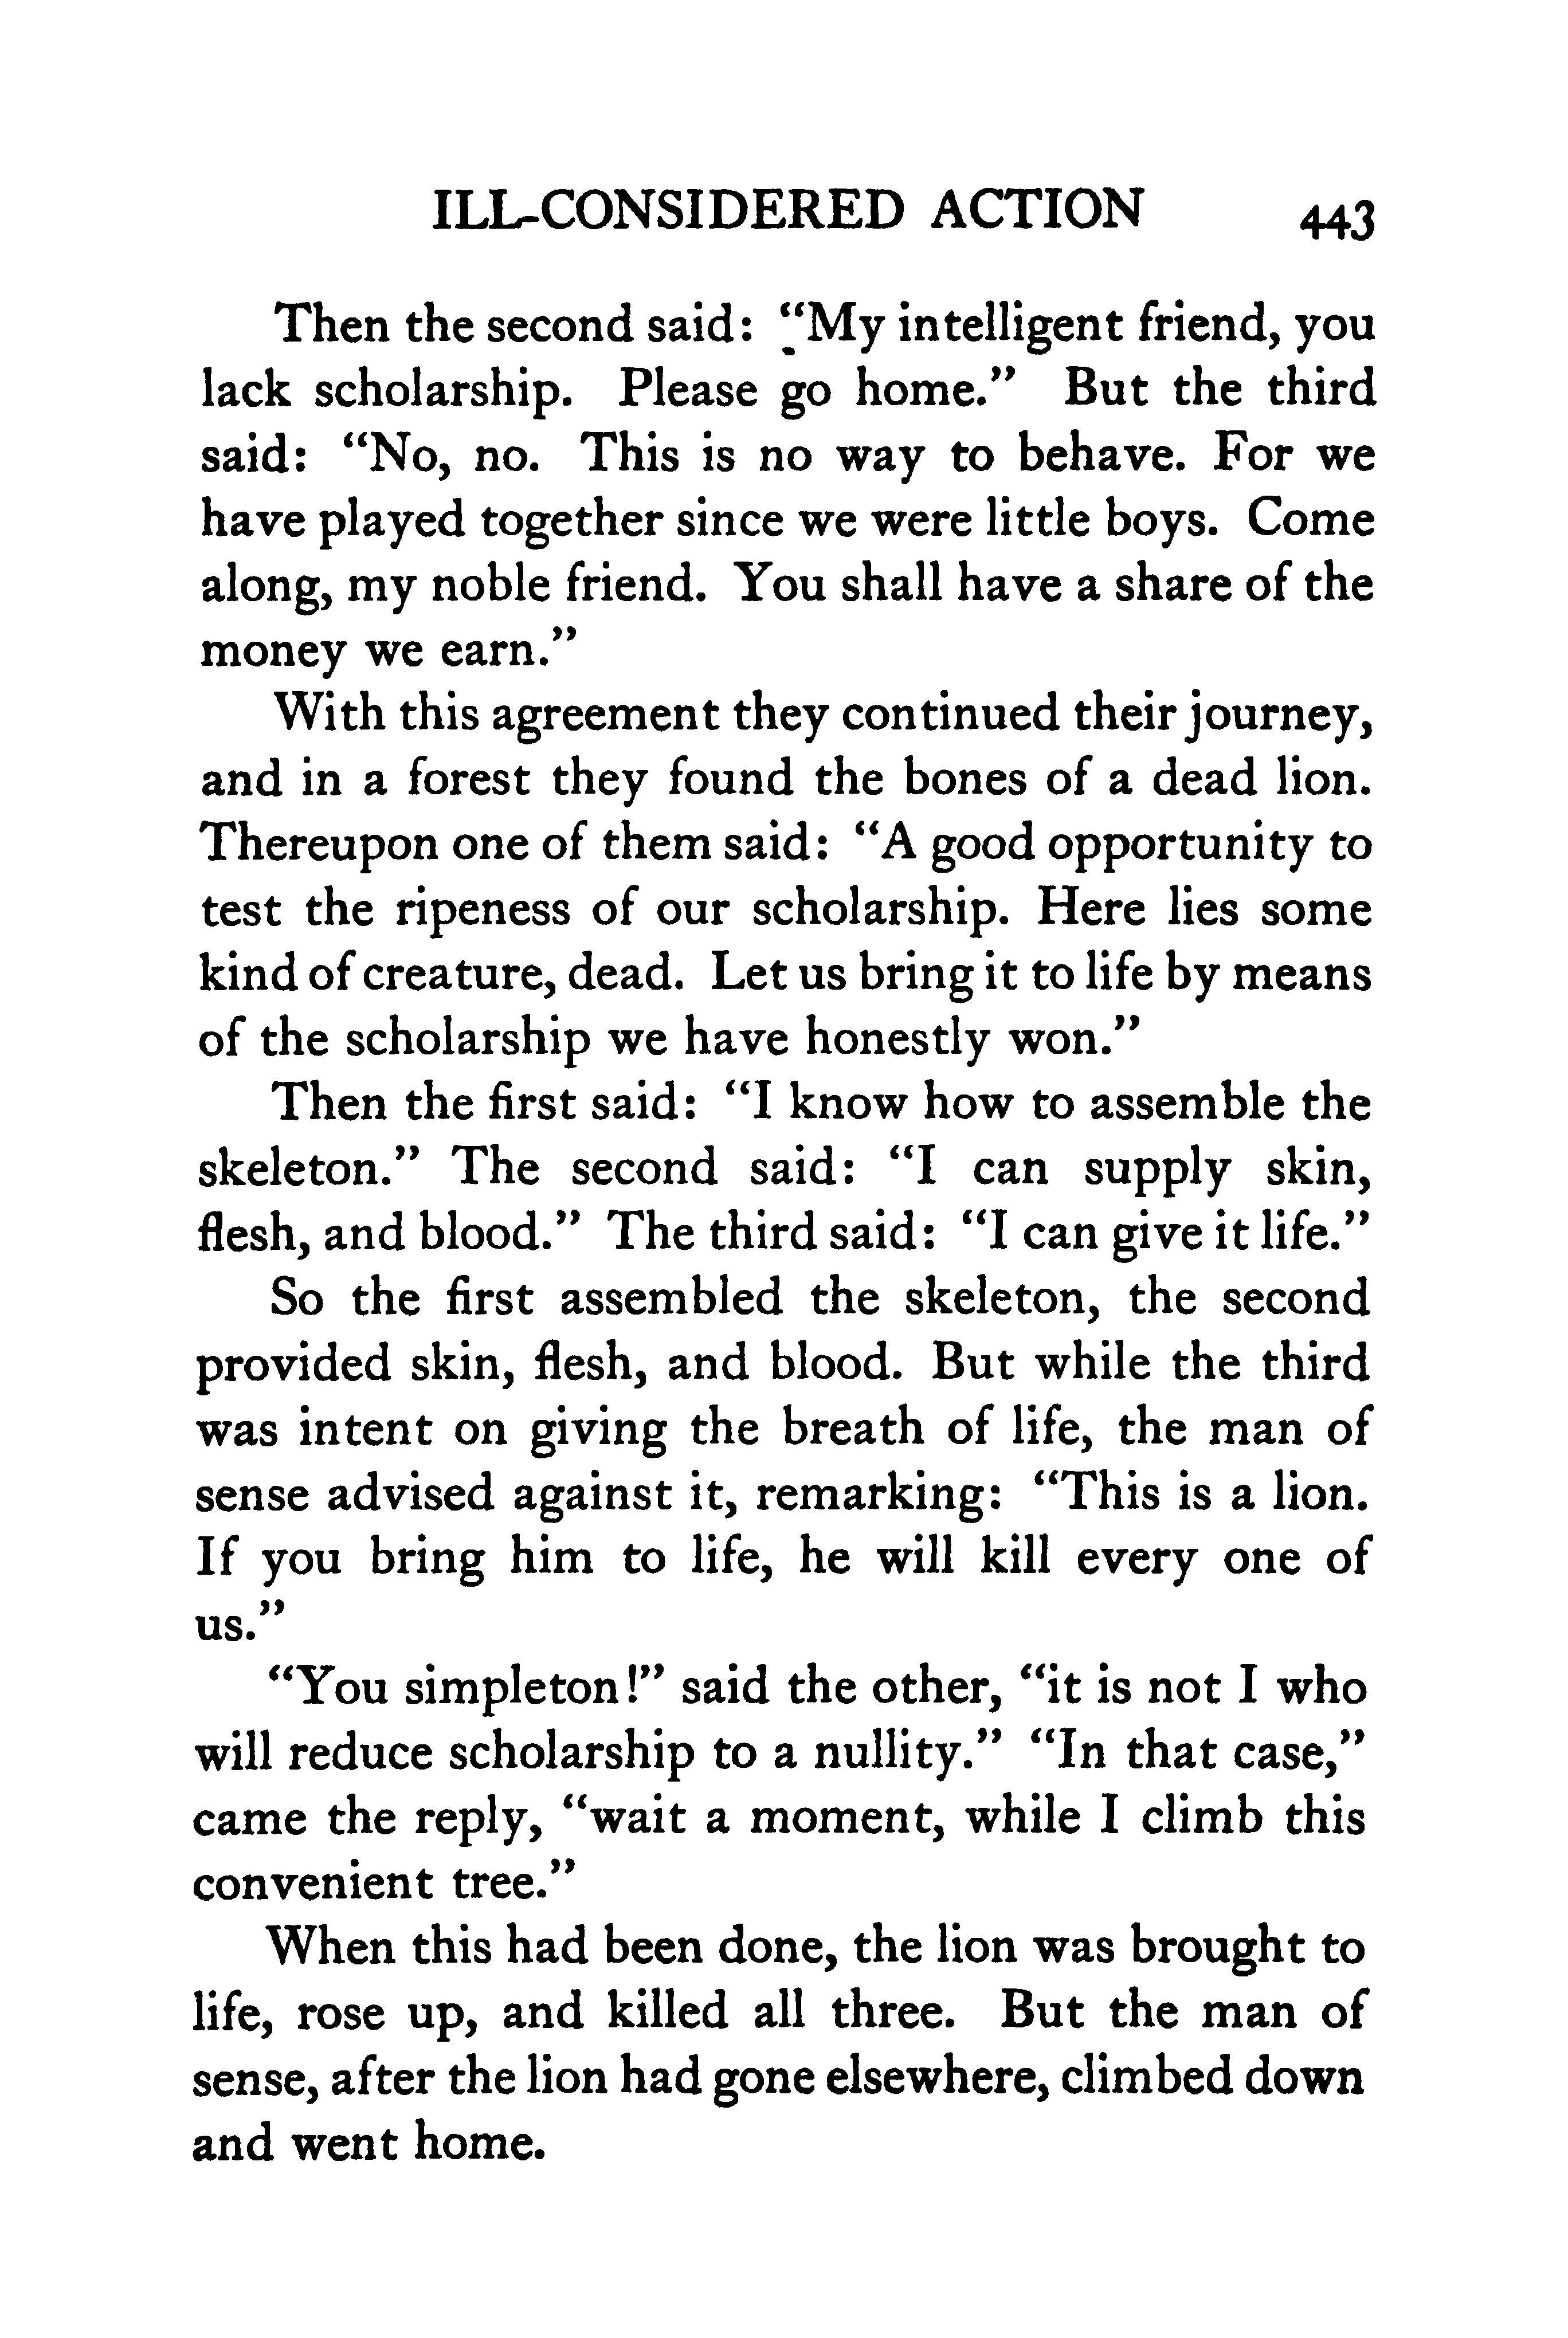 ILL-CONSIDERED ACTION 443
Then the second said: "My intelligent friend, you
lack scholarship. Please go home." But the third
said: "No, no. This is no way to behave. For we
have played together since we were little boys. Come
along, my noble friend. You shall have a share of the
money we earn."
With this agreement they continued their journey,
and in a forest they found the bones of a dead lion.
Thereupon one of them said: "A good opportunity to
test the ripeness of our scholarship. Here lies some
kind of creature, dead. Let us bring it to life by means
of the scholarship we have honestly won."
Then the first said: "I know how to assemble the
skeleton." The second said: "I can supply skin,
flesh, and blood." The third said: "I can give it life."
So the first assembled the skeleton, the second
provided skin, flesh, and blood. But while the third
was intent on giving the breath of life, the man of
sense advised against it, remarking: "This is a lion.
If you bring him to life, he will kill every one of
us."
"You simpleton!" said the other, "it is not I who
will reduce scholarship to a nullity." "In that case,"
came the reply, "wait a moment, while I climb this
convenient tree."
When this had been done, the lion was brought to
life, rose up, and killed all three. But the man of
sense, after the lion had gone elsewhere, climbed down
and went home.